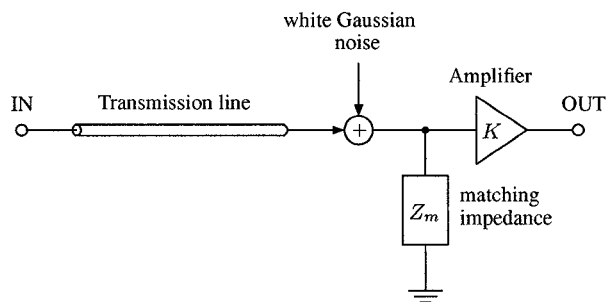 white Gaussian
noise
Amplifier
IN
Transmission line
OUT
+
K
Z_m
matching
impedance